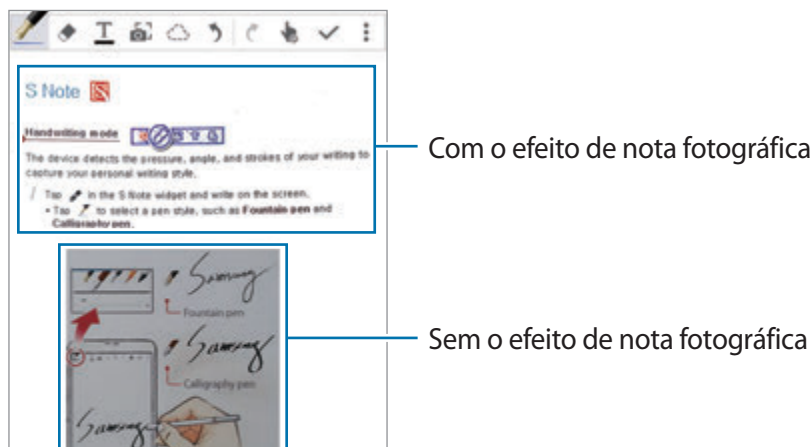 S Note
Handwriting mode
The device detects the pressure, angle, and strokes of your writing to
capture your personal writing style.
Tap in the S Note widget and write on the screen.
• Tap to select a pen style, such as Fountain pen and
Calligraphy pen.
Com o efeito de nota fotográfica
Samsung
Fountain pen
Samsung
Sem o efeito de nota fotográfica
Calligraphy pen
Samsung